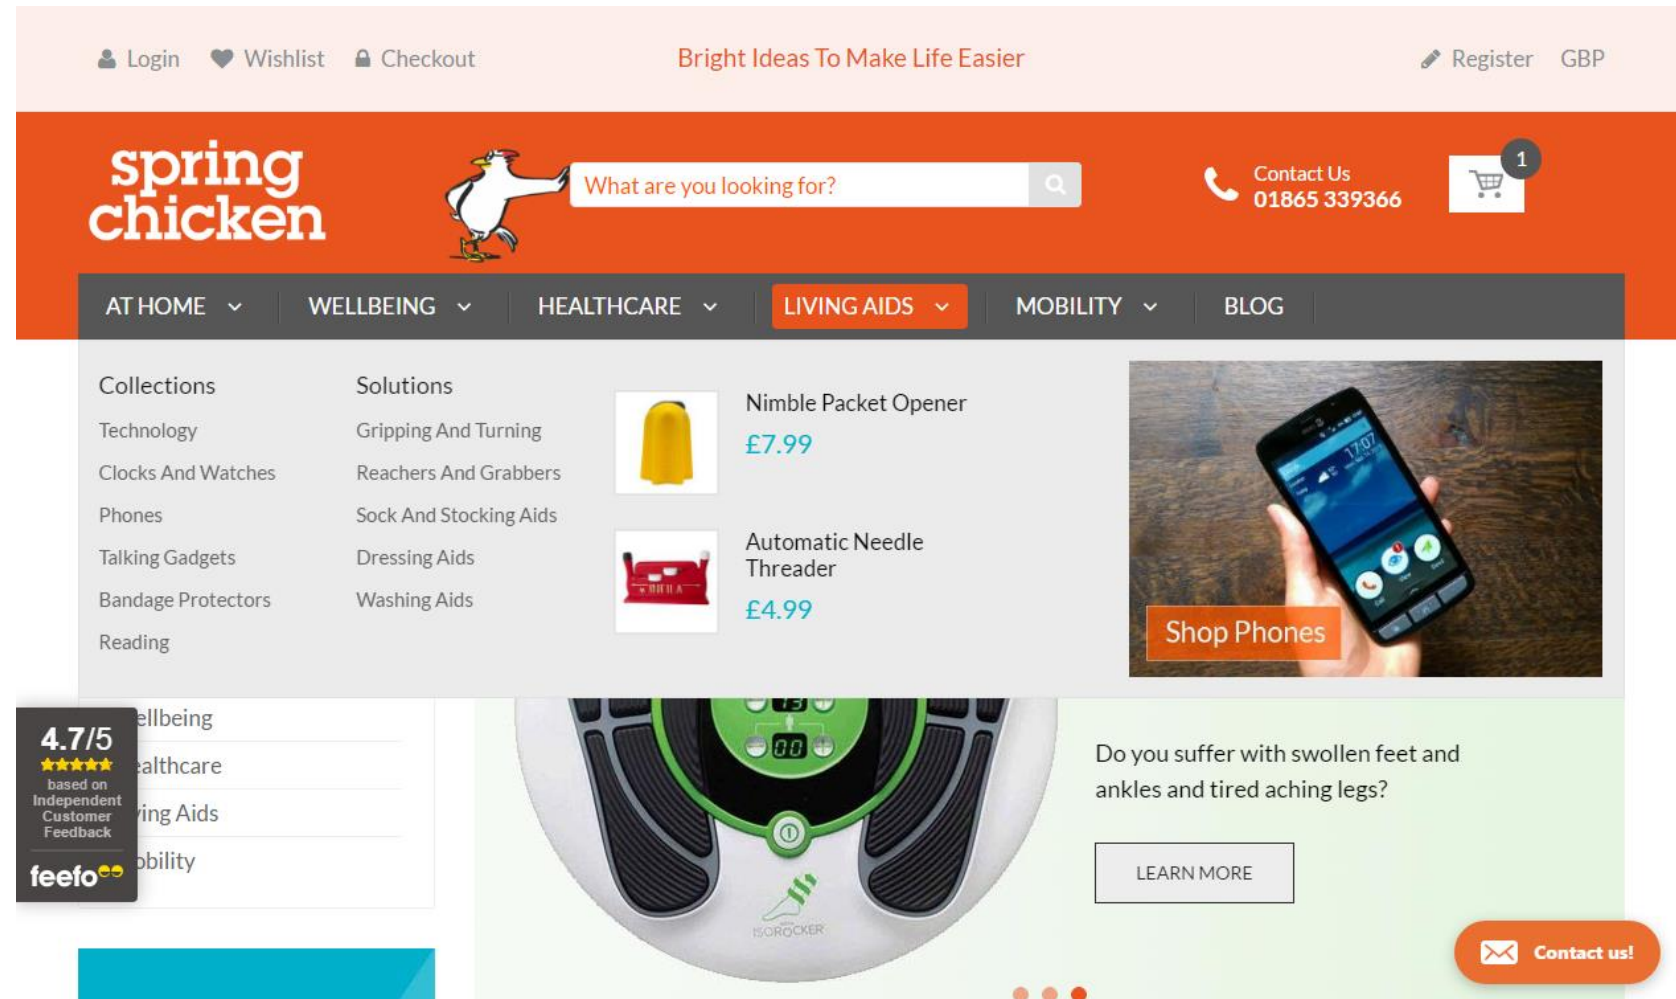 Login Wishlist Checkout
Bright Ideas To Make Life Easier
Register GBP
spring
chicken
What are you looking for?
Contact Us
01865 339366
1
AT HOME WELLBEING HEALTHCARE LIVING AIDS MOBILITY BLOG
Collections
Technology
Clocks And Watches
Phones
Talking Gadgets
Bandage Protectors
Reading
Solutions
Gripping And Turning
Reachers And Grabbers
Sock And Stocking Aids
Dressing Aids
Washing Aids
Nimble Packet Opener
£7.99
Automatic Needle
Threader
£4.99
17:07
Shop Phones
ellbeing
ealthcare
ving Aids
obility
4.7/5
based on
Independent
Customer
Feedback
feefo
00
ISOROCKER
Do you suffer with swollen feet and
ankles and tired aching legs?
LEARN MORE
Contact us!